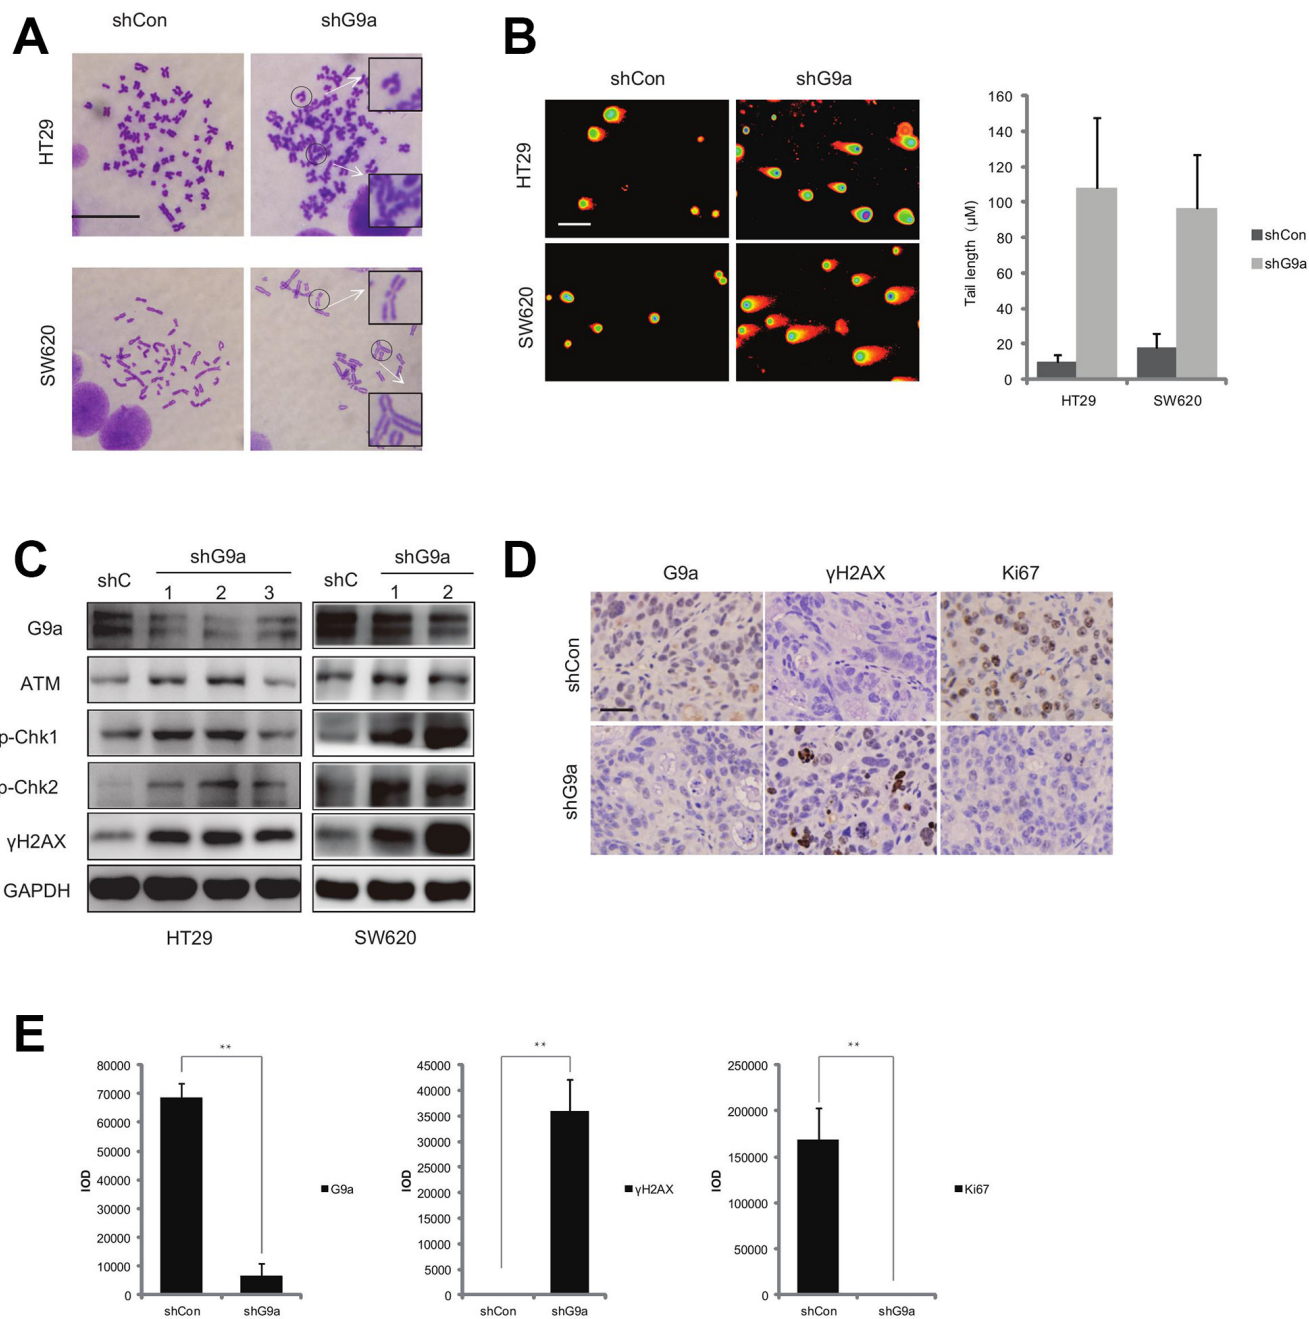 A
shCon
shG9a
HT29
SW620
B
shCon
shG9a
HT29
SW620
160
140
120
100
80
60
40
20
0
Tail length (μM)
HT29
SW620
shCon
shG9a
C
shG9a
shC
1
2
3
shG9a
shC
1
2
G9a
ATM
p-Chk1
p-Chk2
γH2AX
GAPDH
HT29
SW620
D
G9a
γH2AX
Ki67
shCon
shG9a
E
**
80000
70000
60000
50000
40000
30000
20000
10000
0
IOD
shCon
shG9a
G9a
**
45000
40000
35000
30000
25000
20000
15000
10000
5000
0
IOD
shCon
shG9a
γH2AX
**
250000
200000
150000
100000
50000
0
IOD
shCon
shG9a
Ki67